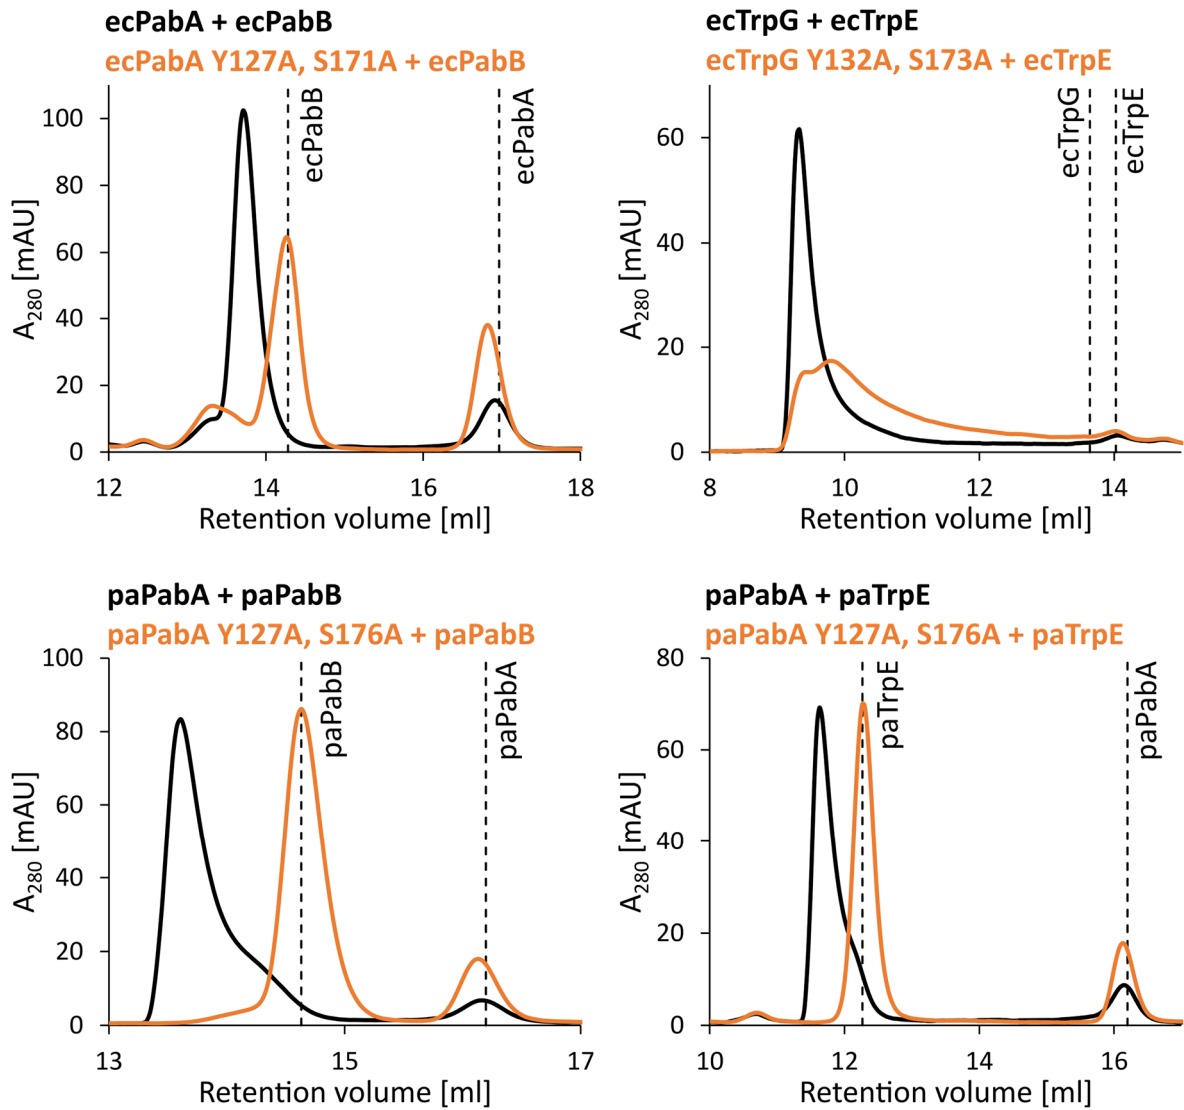 ecPabA + ecPabB
ecPabA Y127A, S171A + ecPabB
100
80
60
40
20
0
A280 [mAU]
ecPabB
ecPabA
12
14
16
18
Retention volume [ml]
ecTrpG + ecTrpE
ecTrpG Y132A, S173A + ecTrpE
60
40
20
0
A280 [mAU]
ecTrpG
ecTrpE
8
10
12
14
Retention volume [ml]
paPabA + paPabB
paPabA Y127A, S176A + paPabB
100
80
60
40
20
0
A280 [mAU]
paPabB
paPabA
13
15
17
Retention volume [ml]
paPabA + paTrpE
paPabA Y127A, S176A + paTrpE
80
60
40
20
0
A280 [mAU]
paTrpE
paPabA
10
12
14
16
Retention volume [ml]